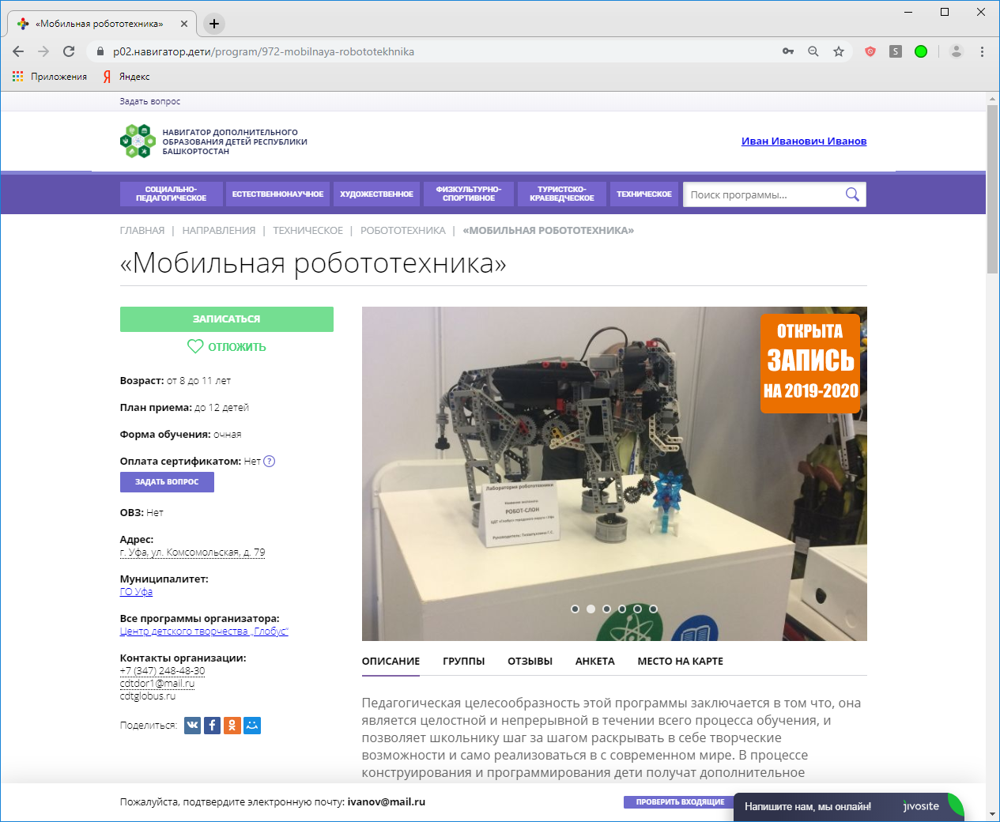 «Мобильная робототехника»
p02.навигатор.дети/program/972-mobilnaya-robototekhnika
S
Приложения
Я Яндекс
Задать вопрос
НАВИГАТОР ДОПОЛНИТЕЛЬНОГО
ОБРАЗОВАНИЯ ДЕТЕЙ РЕСПУБЛИКИ
БАШКОРТОСТАН
Иван Иванович Иванов
СОЦИАЛЬНО-
ПЕДАГОГИЧЕСКОЕ
ЕСТЕСТВЕННОНАУЧНОЕ
ХУДОЖЕСТВЕННОЕ
ФИЗКУЛЬТУРНО-
СПОРТИВНОЕ
ТУРИСТСКО-
КРАЕВЕДЧЕСКОЕ
ТЕХНИЧЕСКОЕ
Поиск программы...
ГЛАВНАЯ | НАПРАВЛЕНИЯ | ТЕХНИЧЕСКОЕ | РОБОТОТЕХНИКА | «МОБИЛЬНАЯ РОБОТОТЕХНИКА»
«Мобильная робототехника»
ЗАПИСАТЬСЯ
ОТЛОЖИТЬ
Возраст: от 8 до 11 лет
План приема: до 12 детей
Форма обучения: очная
Оплата сертификатом: Нет ?
ЗАДАТЬ ВОПРОС
ОВЗ: Нет
Адрес:
г. Уфа, ул. Комсомольская, д. 79
Муниципалитет:
ГО Уфа
Все программы организатора:
Центр детского творчества „Глобус“
Контакты организации:
+7 (347) 248-48-30
cdtdor1@mail.ru
cdtglobus.ru
Поделиться:
ОТКРЫТА
ЗАПИСЬ
НА 2019-2020
Лаборатория робототехники
РОБОТ-СЛОН
ОПИСАНИЕ
ГРУППЫ
ОТЗЫВЫ
АНКЕТА
МЕСТО НА КАРТЕ
Педагогическая целесообразность этой программы заключается в том что, она
является целостной и непрерывной в течении всего процесса обучения, и
позволяет школьнику шаг за шагом раскрывать в себе творческие
возможности и само реализоваться в с современном мире. В процессе
конструирования и программирования дети получат дополнительное
Пожалуйста, подтвердите электронную почту: ivanov@mail.ru
ПРОВЕРИТЬ ВХОДЯЩИЕ
Напишите нам, мы онлайн!
jivosite